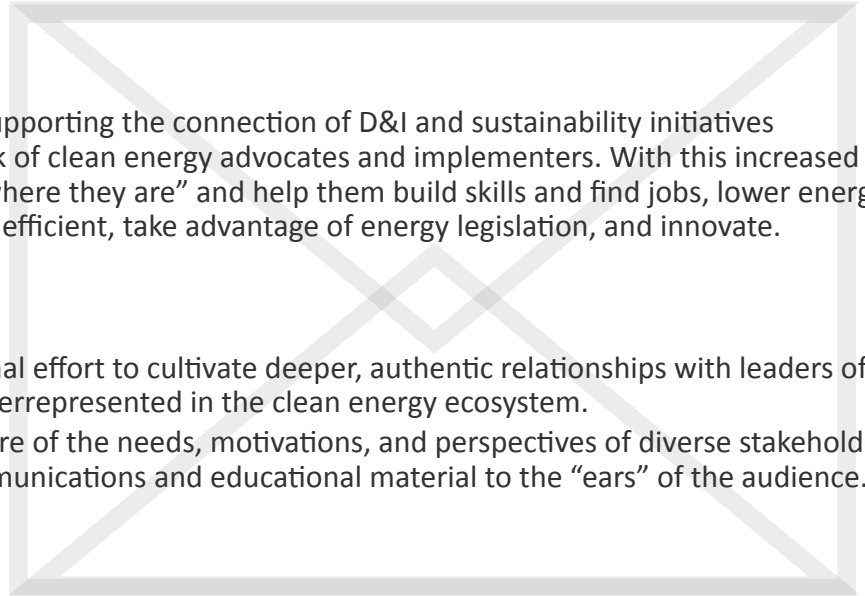 pporting the connection of D&I and sustainability initiatives
k of clean energy advocates and implementers. With this increased
where they are” and help them build skills and find jobs, lower energ
efficient, take advantage of energy legislation, and innovate.
al effort to cultivate deeper, authentic relationships with leaders of
errepresented in the clean energy ecosystem.
re of the needs, motivations, and perspectives of diverse stakehold
munications and educational material to the “ears” of the audience.